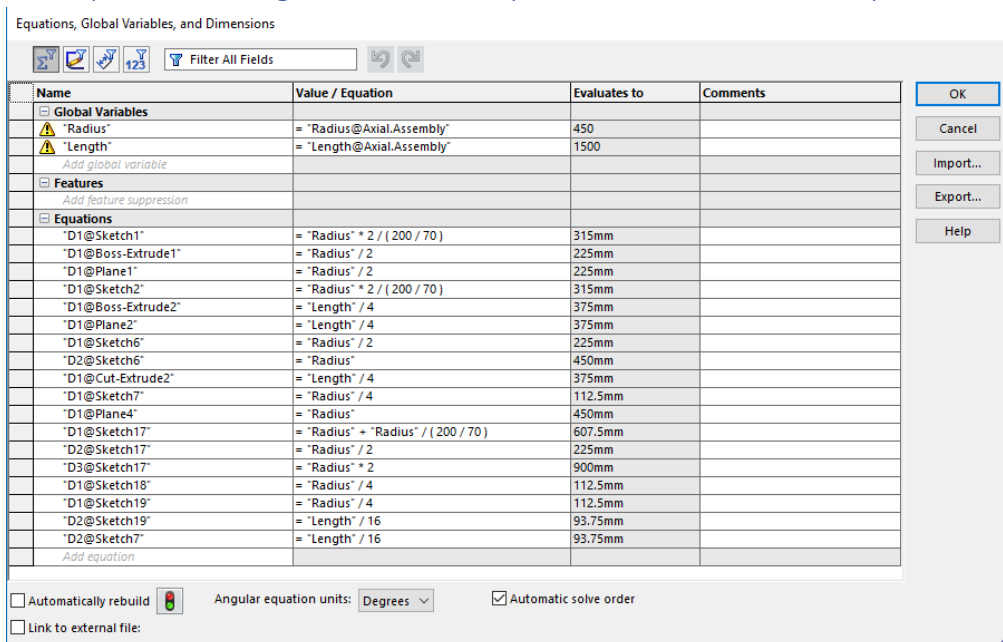 Equations, Global Variables, and Dimensions
Filter All Fields
Name Value / Equation Evaluates to Comments
Global Variables
"Radius" = "Radius@Axial.Assembly" 450
"Length" = "Length@Axial.Assembly" 1500
Add global variable
Features
Add feature suppression
Equations
"D1@Sketch1" = "Radius" * 2 / ( 200 / 70 ) 315mm
"D1@Boss-Extrude1" = "Radius" / 2 225mm
"D1@Plane1" = "Radius" / 2 225mm
"D1@Sketch2" = "Radius" * 2 / ( 200 / 70 ) 315mm
"D1@Boss-Extrude2" = "Length" / 4 375mm
"D1@Plane2" = "Length" / 4 375mm
"D1@Sketch6" = "Radius" / 2 225mm
"D2@Sketch6" = "Radius" 450mm
"D1@Cut-Extrude2" = "Length" / 4 375mm
"D1@Sketch7" = "Radius" / 4 112.5mm
"D1@Plane4" = "Radius" 450mm
"D1@Sketch17" = "Radius" + "Radius" / ( 200 / 70 ) 607.5mm
"D2@Sketch17" = "Radius" / 2 225mm
"D3@Sketch17" = "Radius" * 2 900mm
"D1@Sketch18" = "Radius" / 4 112.5mm
"D1@Sketch19" = "Radius" / 4 112.5mm
"D2@Sketch19" = "Length" / 16 93.75mm
"D2@Sketch7" = "Length" / 16 93.75mm
Add equation
OK
Cancel
Import...
Export...
Help
Automatically rebuild Angular equation units: Degrees Automatic solve order
Link to external file: